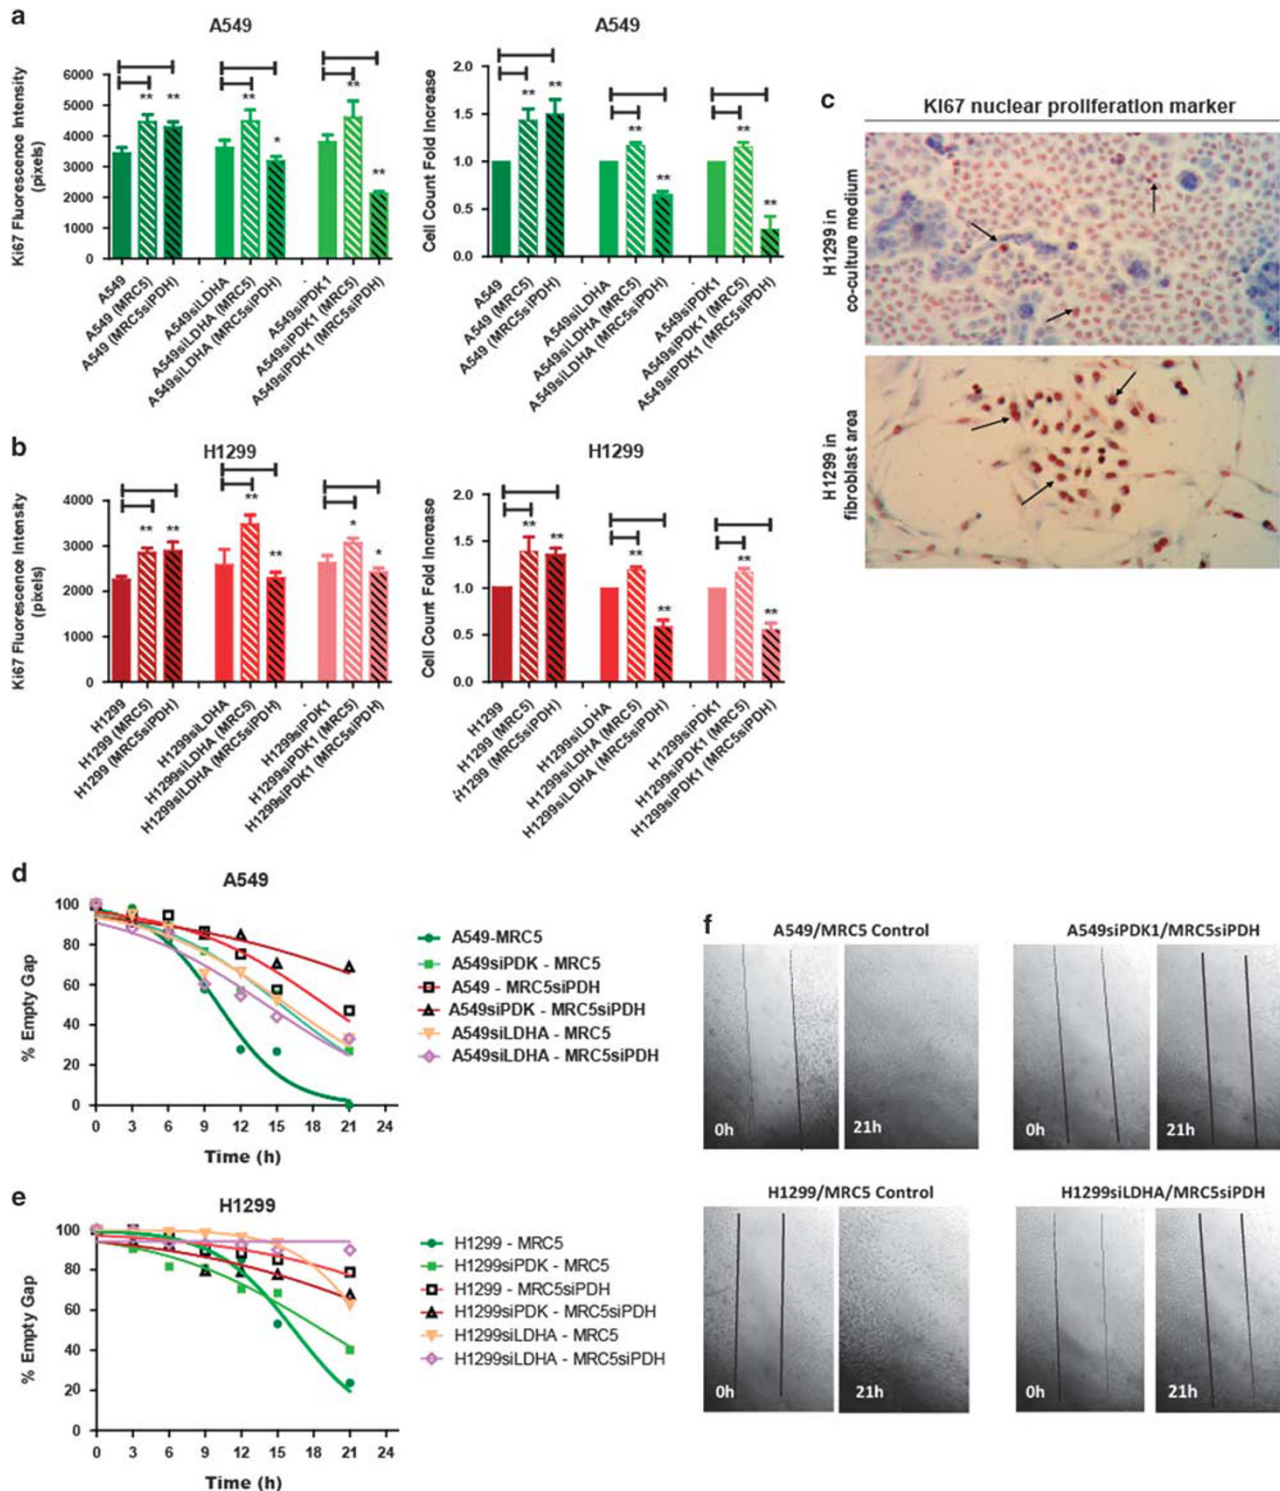 a
A549
Ki67 Fluorescence Intensity
(pixels)
6000
5000
4000
3000
2000
1000
0
** **
** *
** **
A549
A549 (MRC5)
A549 (MRC5siPDH)
A549siLDHA
A549siLDHA (MRC5)
A549siLDHA (MRC5siPDH)
A549siPDK1
A549siPDK1 (MRC5)
A549siPDK1 (MRC5siPDH)
A549
Cell Count Fold Increase
2.0
1.5
1.0
0.5
0.0
** **
** **
** **
A549
A549 (MRC5)
A549 (MRC5siPDH)
A549siLDHA
A549siLDHA (MRC5)
A549siLDHA (MRC5siPDH)
A549siPDK1
A549siPDK1 (MRC5)
A549siPDK1 (MRC5siPDH)
c
KI67 nuclear proliferation marker
H1299 in
co-culture medium
H1299 in
fibroblast area
b
H1299
Ki67 Fluorescence Intensity
(pixels)
4000
3000
2000
1000
0
** **
** **
* *
H1299
H1299 (MRC5)
H1299 (MRC5siPDH)
H1299siLDHA
H1299siLDHA (MRC5)
H1299siLDHA (MRC5siPDH)
H1299siPDK1
H1299siPDK1 (MRC5)
H1299siPDK1 (MRC5siPDH)
H1299
Cell Count Fold Increase
2.0
1.5
1.0
0.5
0.0
** **
** **
** **
H1299
H1299 (MRC5)
H1299 (MRC5siPDH)
H1299siLDHA
H1299siLDHA (MRC5)
H1299siLDHA (MRC5siPDH)
H1299siPDK1
H1299siPDK1 (MRC5)
H1299siPDK1 (MRC5siPDH)
d
A549
% Empty Gap
100
80
60
40
20
0
0 3 6 9 12 15 18 21 24
Time (h)
A549-MRC5
A549siPDK - MRC5
A549 - MRC5siPDH
A549siPDK - MRC5siPDH
A549siLDHA - MRC5
A549siLDHA - MRC5siPDH
e
H1299
% Empty Gap
100
80
60
40
20
0
0 3 6 9 12 15 18 21 24
Time (h)
H1299 - MRC5
H1299siPDK - MRC5
H1299 - MRC5siPDH
H1299siPDK - MRC5siPDH
H1299siLDHA - MRC5
H1299siLDHA - MRC5siPDH
f
A549/MRC5 Control
0h
21h
A549siPDK1/MRC5siPDH
0h
21h
H1299/MRC5 Control
0h
21h
H1299siLDHA/MRC5siPDH
0h
21h